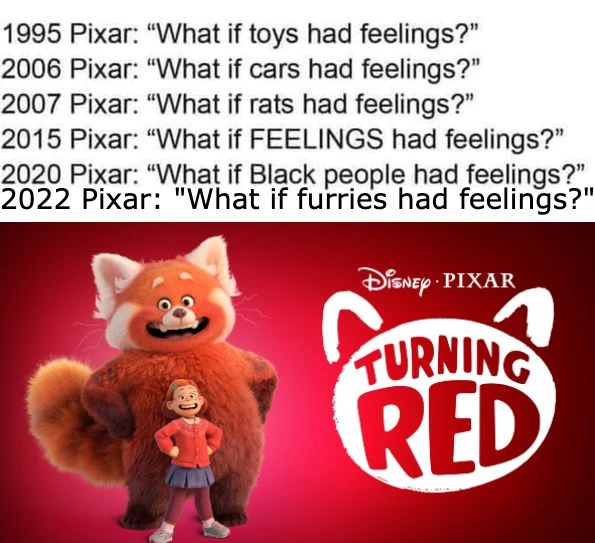 1995 Pixar: “What if toys had feelings?”
2006 Pixar: “What if cars had feelings?”
2007 Pixar: “What if rats had feelings?”
2015 Pixar: “What if FEELINGS had feelings?”
2020 Pixar: “What if Black people had feelings?”
2022 Pixar: "What if furries had feelings?"
Disney · PIXAR
TURNING
RED